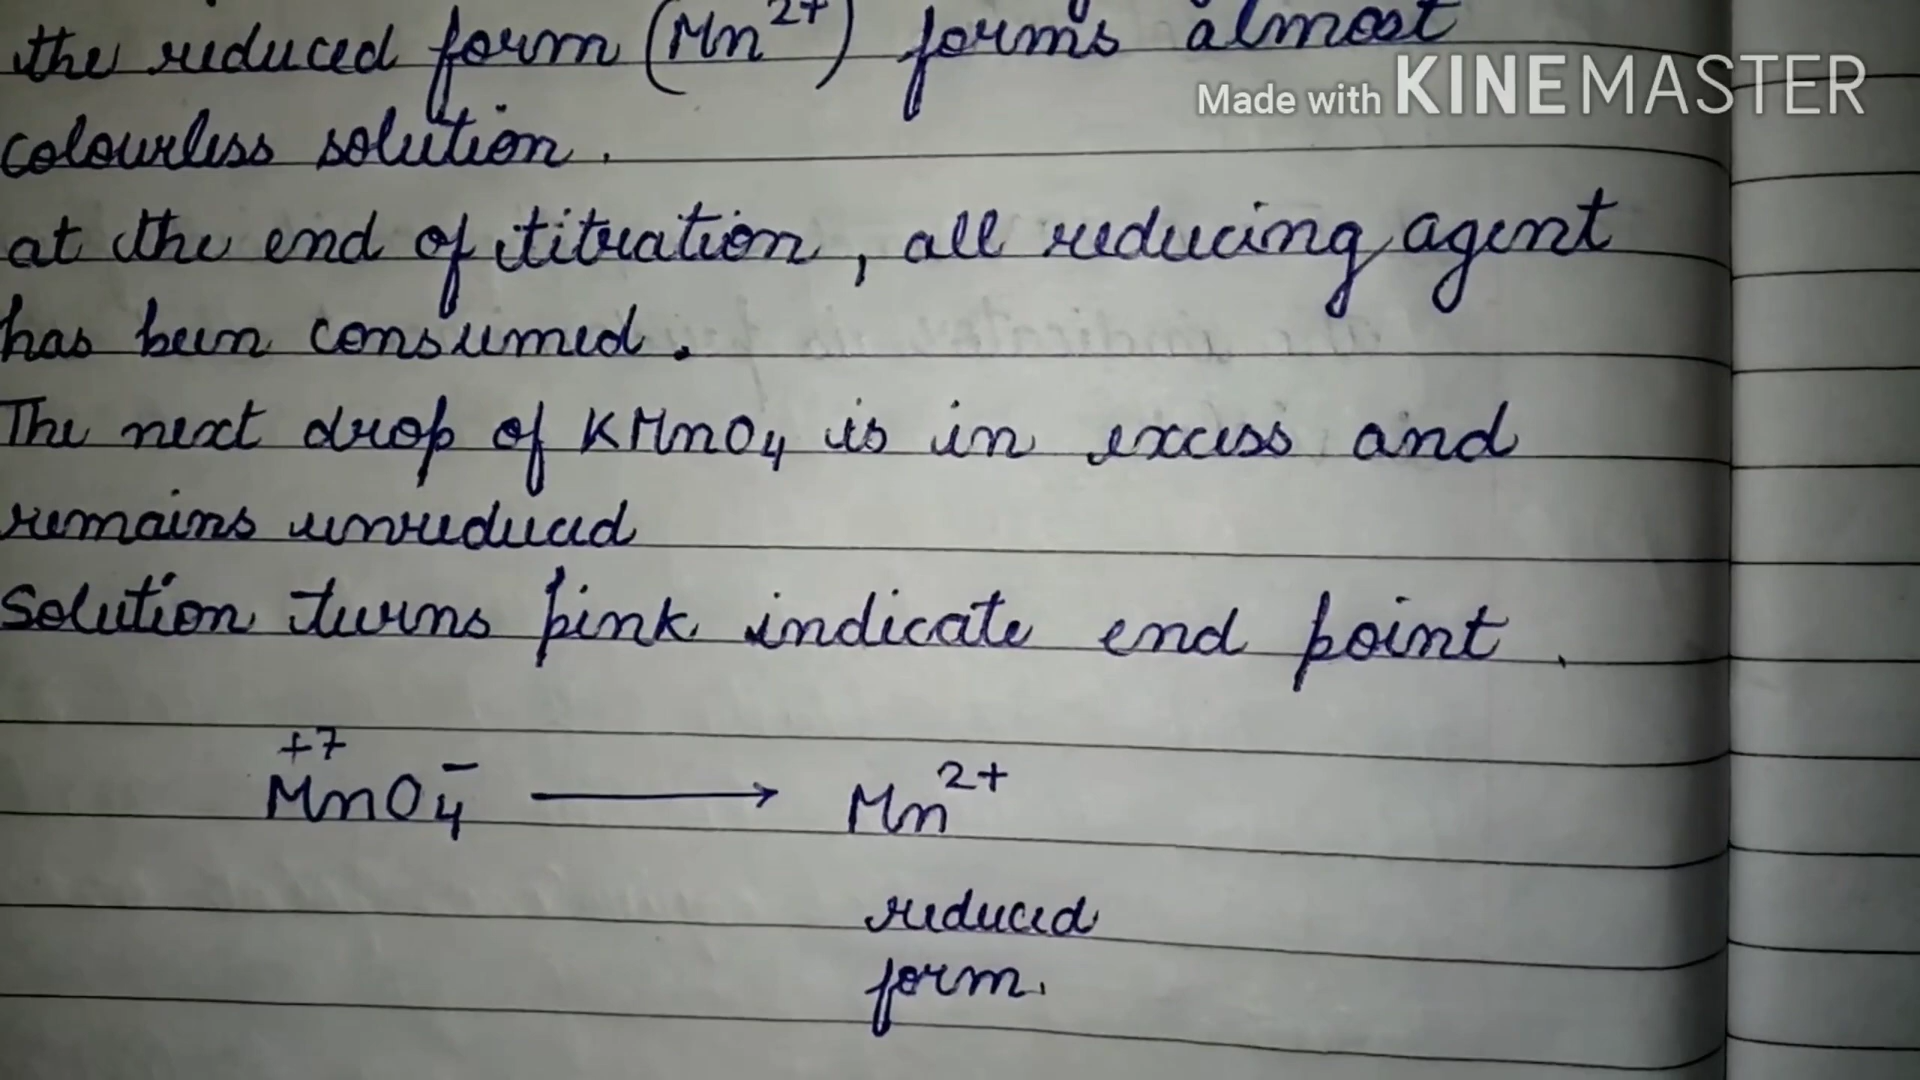 the reduced form (Mn²⁺) forms almost
Made with KINEMASTER
colourless solution.
at the end of titration, all reducing agent
has been consumed.
The next drop of KMnO₄ is in excess and
remains unreduced
Solution turns pink indicate end point.
+7
MnO₄⁻ ⟶ Mn²⁺
reduced
form.